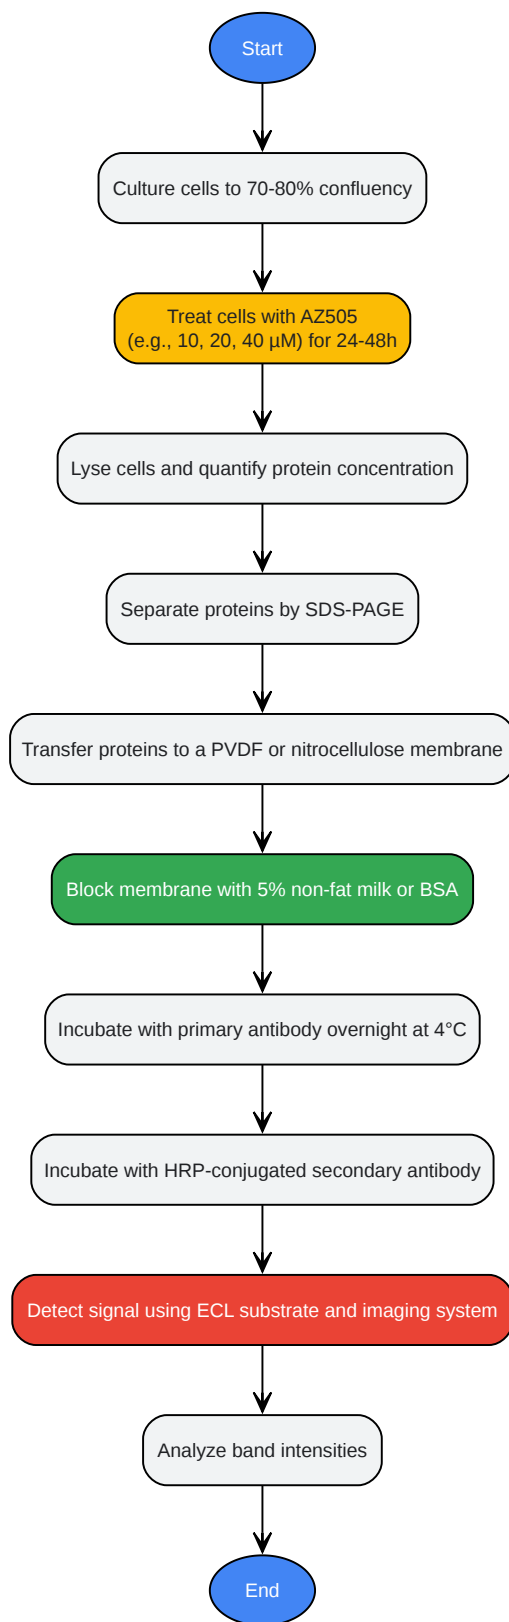 Start
Culture cells to 70-80% confluency
Treat cells with AZ505
(e.g., 10, 20, 40 µM) for 24-48h
Lyse cells and quantify protein concentration
Separate proteins by SDS-PAGE
Transfer proteins to a PVDF or nitrocellulose membrane
Block membrane with 5% non-fat milk or BSA
Incubate with primary antibody overnight at 4°C
Incubate with HRP-conjugated secondary antibody
Detect signal using ECL substrate and imaging system
Analyze band intensities
End